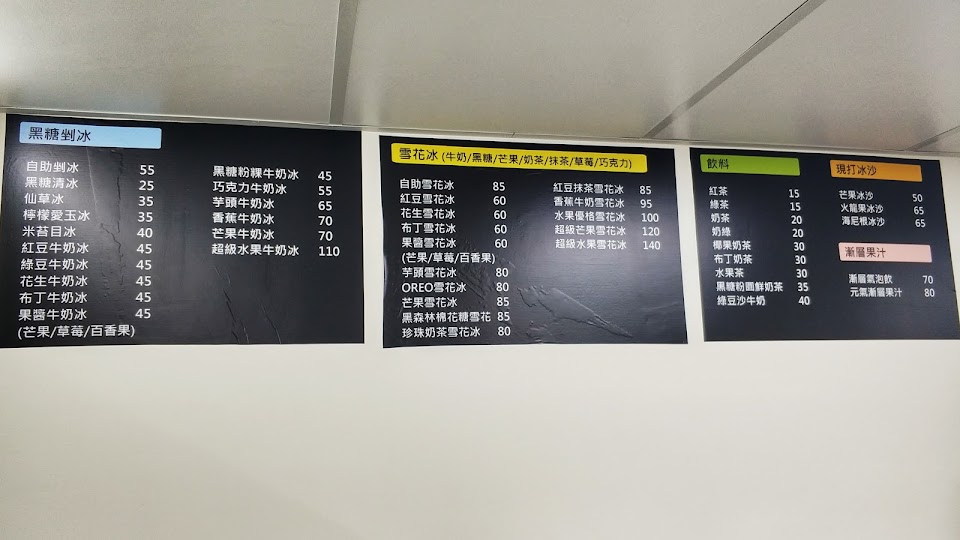 黑糖剉冰
自助剉冰 55
黑糖清冰 25
仙草冰 35
檸檬愛玉冰 35
米苔目冰 40
紅豆牛奶冰 45
綠豆牛奶冰 45
花生牛奶冰 45
布丁牛奶冰 45
果醬牛奶冰 45
(芒果/草莓/百香果)
黑糖粉粿牛奶冰 45
巧克力牛奶冰 55
芋頭牛奶冰 65
香蕉牛奶冰 70
芒果牛奶冰 70
超級水果牛奶冰 110
雪花冰 (牛奶/黑糖/芒果/奶茶/抹茶/草莓/巧克力)
自助雪花冰 85
紅豆雪花冰 60
花生雪花冰 60
布丁雪花冰 60
果醬雪花冰 60
(芒果/草莓/百香果)
芋頭雪花冰 80
OREO雪花冰 80
芒果雪花冰 85
黑森林棉花糖雪花 85
珍珠奶茶雪花冰 80
紅豆抹茶雪花冰 85
香蕉牛奶雪花冰 95
水果優格雪花冰 100
超級芒果雪花冰 120
超級水果雪花冰 140
飲料
紅茶 15
綠茶 15
奶茶 20
奶綠 20
椰果奶茶 30
布丁奶茶 30
水果茶 30
黑糖粉圓鮮奶茶 35
綠豆沙牛奶 40
現打冰沙
芒果冰沙 50
火龍果冰沙 65
海尼根冰沙 65
漸層果汁
漸層氣泡飲 70
元氣漸層果汁 80